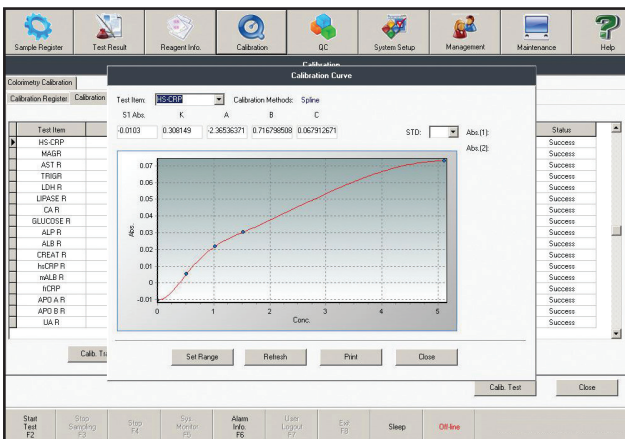 Sample Register Test Result Reagent Info. Calibration QC System Setup Management Maintenance Help
Calibration
Colorimetry Calibration
Calibration Register Calibration
Calibration Curve
Test Item: HS-CRP Calibration Methods: Spline
S1 Abs. K A B C
-0.0103 0.308149 -2.36536371 0.716798508 0.067912671
STD: Abs.(1):
Abs.(2):
Test Item Status
HS-CRP Success
MAGR Success
AST R Success
TRIGR Success
LDH R Success
LIPASE R Success
CA R Success
GLUCOSE R Success
ALP R Success
ALB R Success
CREAT R Success
hsCRP R Success
mALB R Success
hCRP Success
APO A R Success
APO B R Success
UA R Success
0.07
0.06
0.05
0.04
0.03
0.02
0.01
0
-0.01
Abs.
0 1 2 3 4 5
Conc.
Set Range Refresh Print Close
Calib. Tra
Calib. Test Close
Start Test F2
Stop Sampling F3
Stop F4
Sys Monitor F5
Alarm Info. F6
User Logout F7
Exit F8
Sleep
Off-line